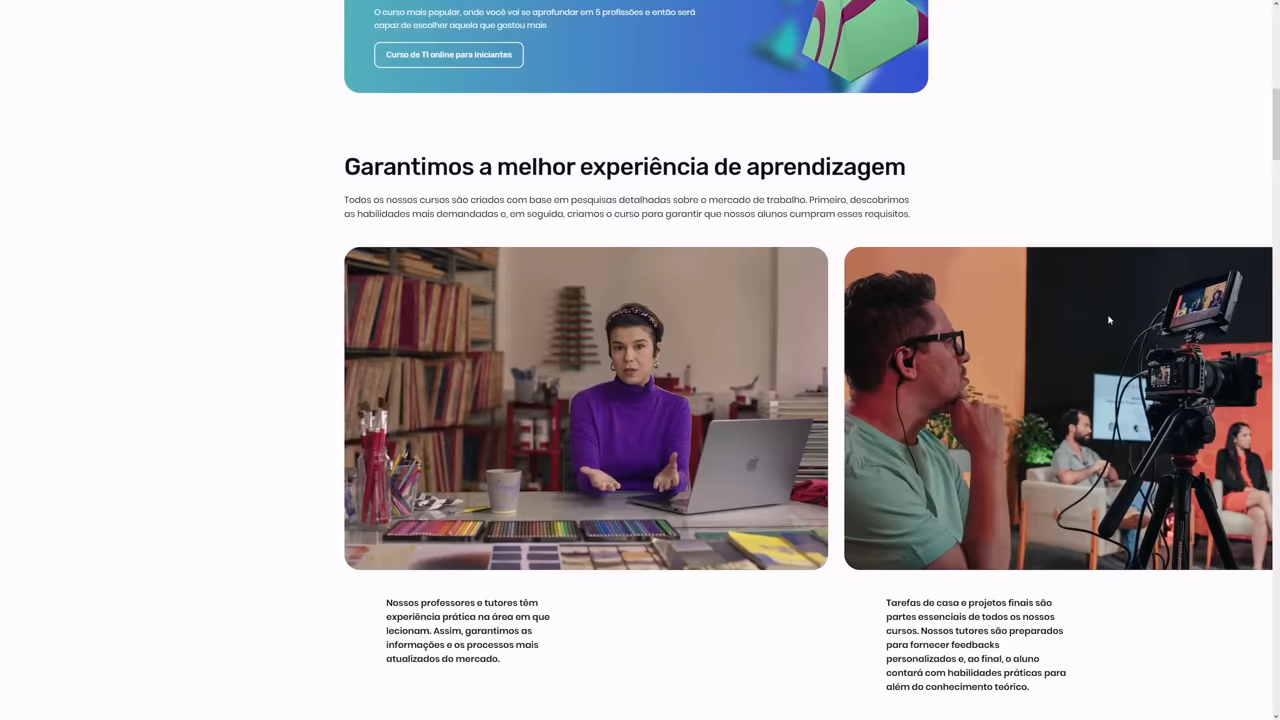 O curso mais popular, onde você vai se aprofundar em 5 profissões e então será
capaz de escolher aquela que gostou mais
Curso de TI online para iniciantes
Garantimos a melhor experiência de aprendizagem
Todos os nossos cursos são criados com base em pesquisas detalhadas sobre o mercado de trabalho. Primeiro, descobrimos
as habilidades mais demandadas e, em seguida, criamos o curso para garantir que nossos alunos cumpram esses requisitos.
Nossos professores e tutores têm
experiência prática na área em que
lecionam. Assim, garantimos as
informações e os processos mais
atualizados do mercado.
Tarefas de casa e projetos finais são
partes essenciais de todos os nossos
cursos. Nossos tutores são preparados
para fornecer feedbacks
personalizados e, ao final, o aluno
contará com habilidades práticas para
além do conhecimento teórico.